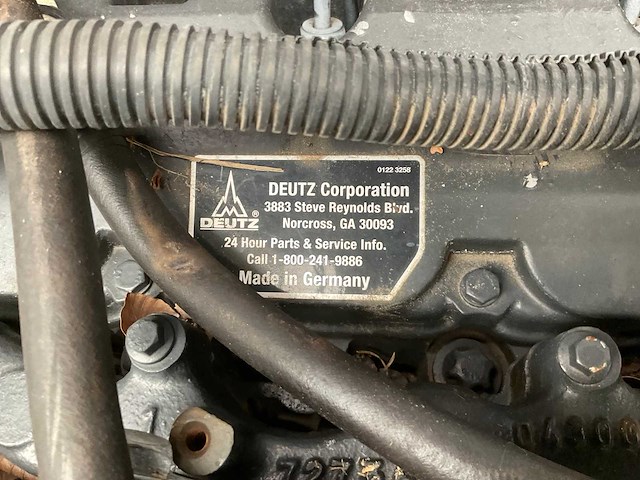 0122 3258
DEUTZ Corporation
3883 Steve Reynolds Blvd.
DEUTZ®
Norcross, GA 30093
24 Hour Parts & Service Info.
Call 1-800-241-9886
Made in Germany